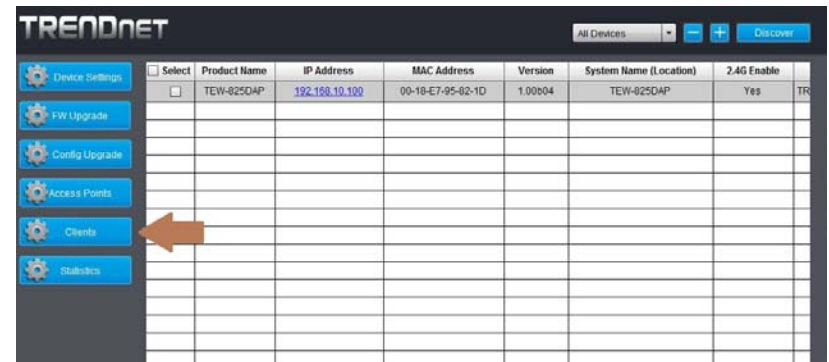 TRENDnet
All Devices Discover
Select Product Name IP Address MAC Address Version System Name (Location) 2.4G Enable
TEW-825DAP 192.168.10.100 00-18-E7-95-82-1D 1.00b04 TEW-825DAP Yes TR
Device Settings
FW Upgrade
Config Upgrade
Access Points
Clients
Statistics